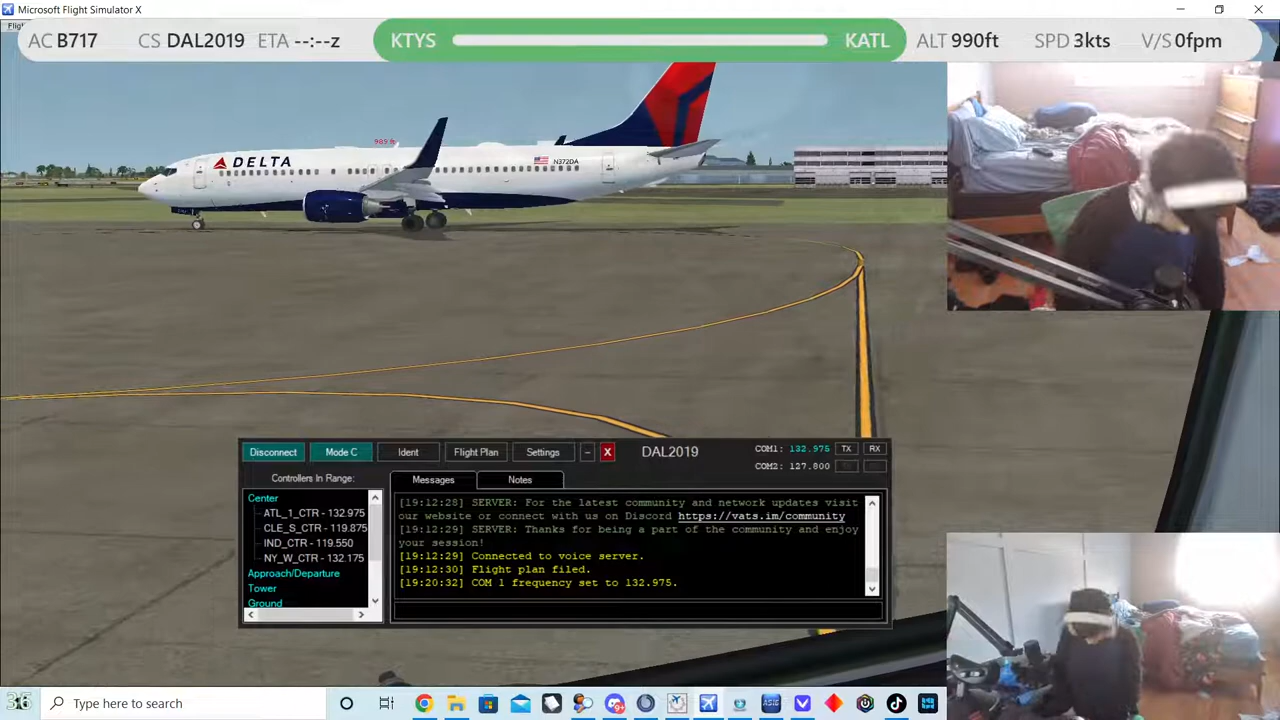 Microsoft Flight Simulator X
AC B717 CS DAL2019 ETA --:--z KTYS KATL ALT 990ft SPD 3kts V/S 0fpm
DELTA
N372DA
Disconnect Mode C Ident Flight Plan Settings - X DAL2019 COM1: 132.975 TX RX
COM2: 127.800
Controllers In Range: Messages Notes
Center
ATL_1_CTR - 132.975
CLE_S_CTR - 119.875
IND_CTR - 119.550
NY_W_CTR - 132.175
Approach/Departure
Tower
Ground
[19:12:28] SERVER: For the latest community and network updates visit
our website or connect with us on Discord https://vats.im/community
[19:12:29] SERVER: Thanks for being a part of the community and enjoy
your session!
[19:12:29] Connected to voice server.
[19:12:30] Flight plan filed.
[19:20:32] COM 1 frequency set to 132.975.
Type here to search